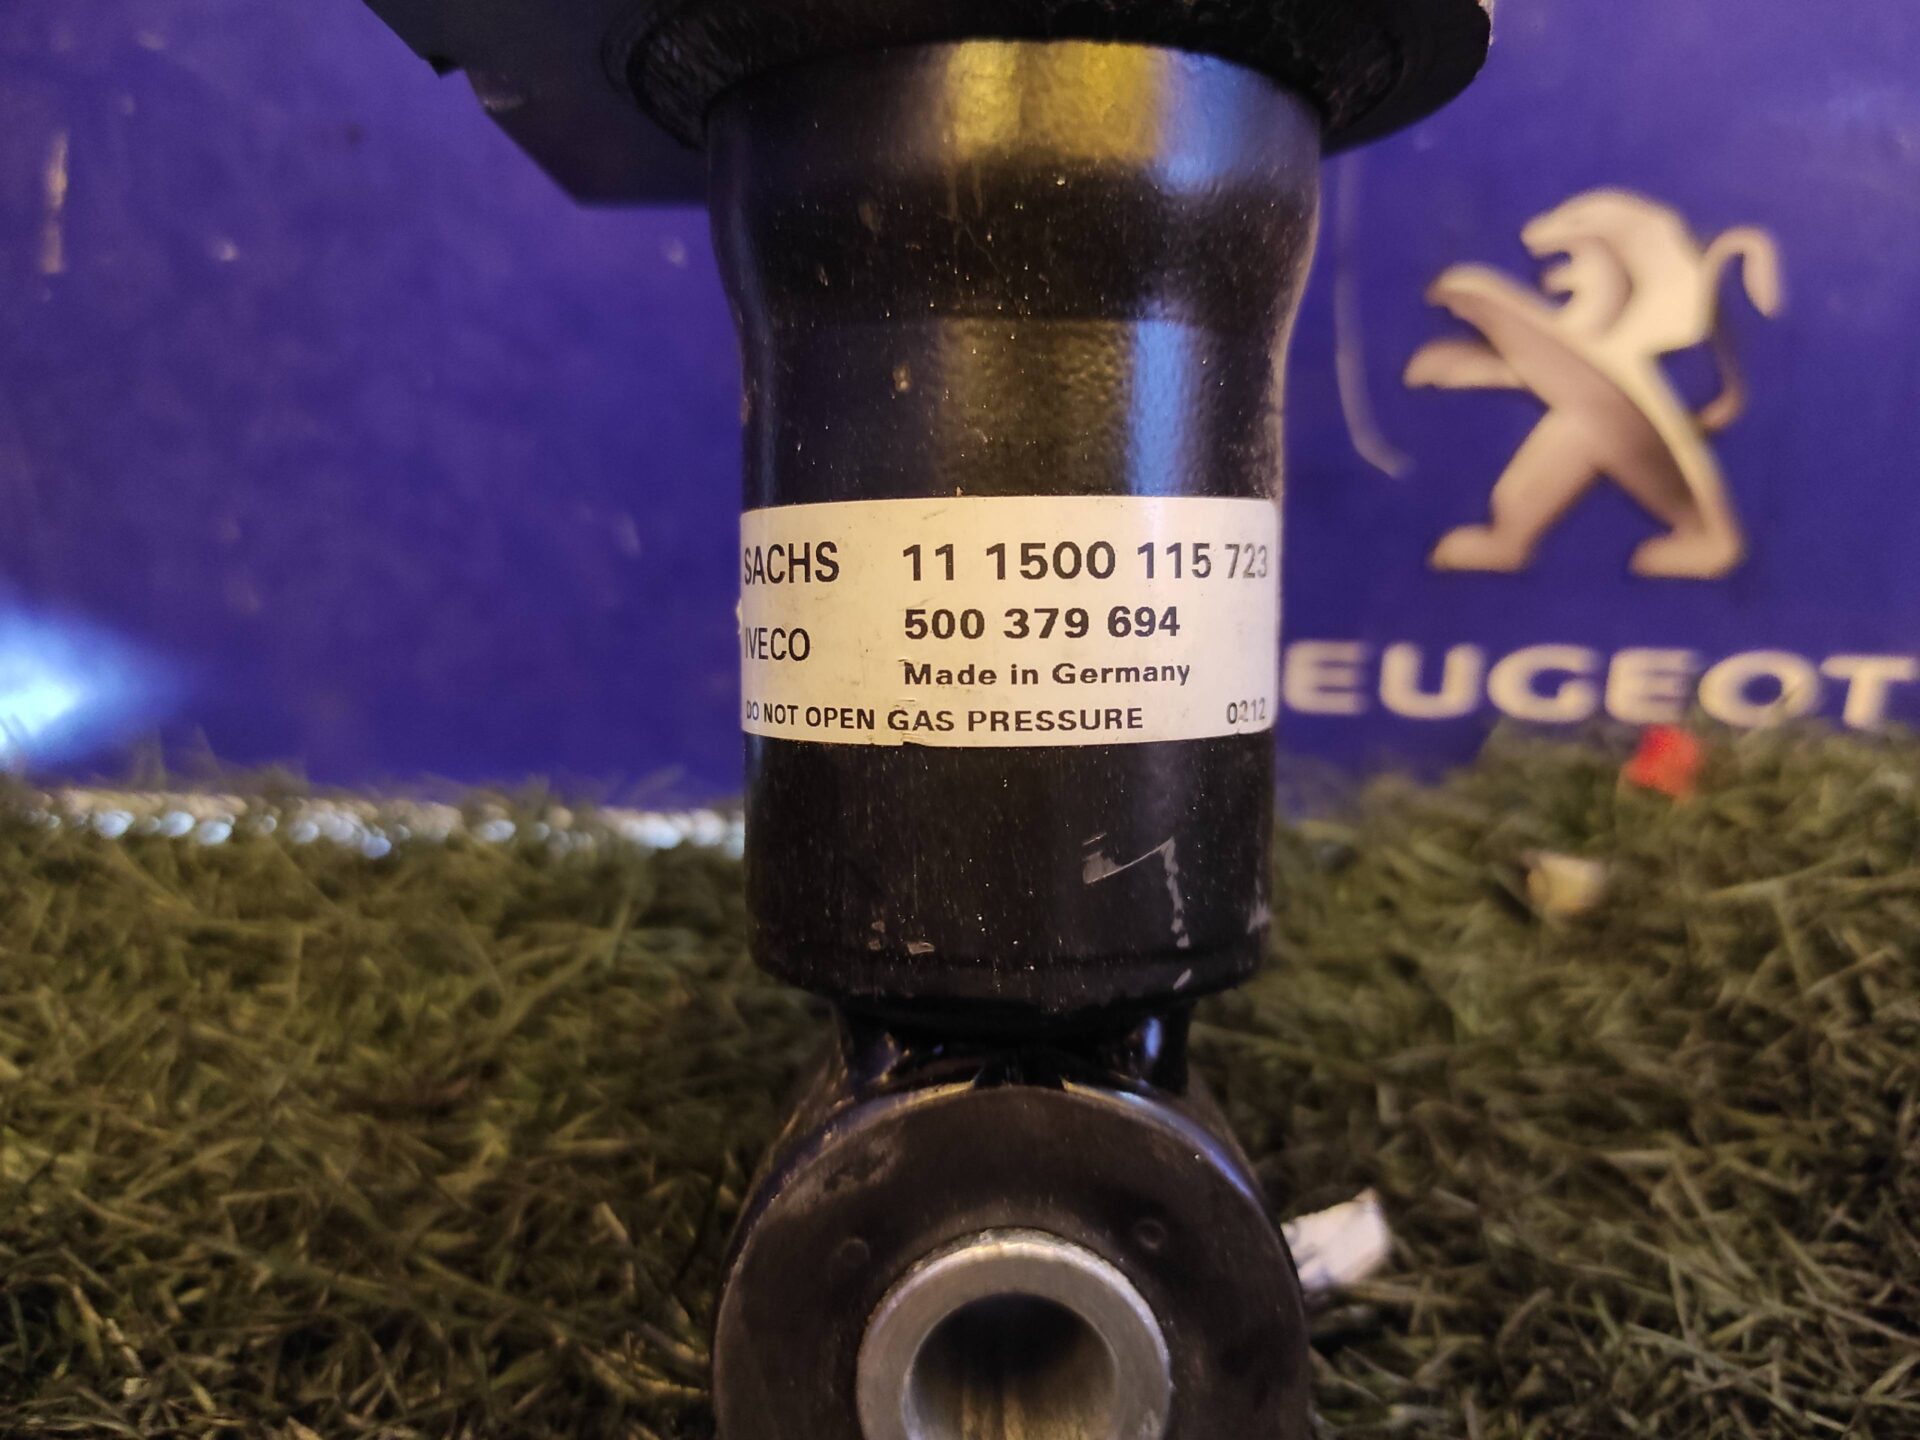 SACHS 11 1500 115 723
IVECO 500 379 694
Made in Germany
DO NOT OPEN GAS PRESSURE 0212
EUGEOT